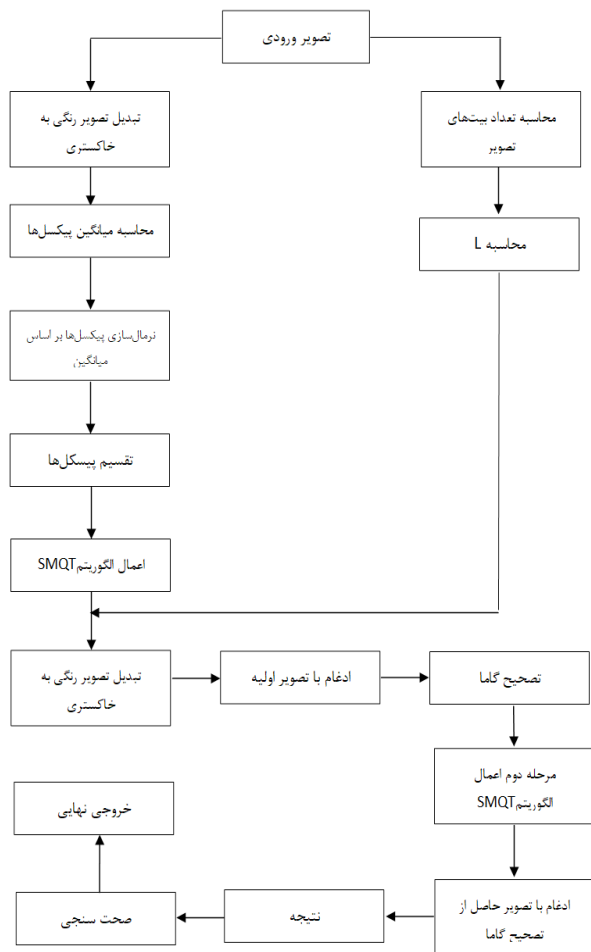 تصویر ورودی
تبدیل تصویر رنگی به
خاکستری
محاسبه تعداد بیت‌های
تصویر
محاسبه میانگین پیکسل‌ها
محاسبه L
نرمال‌سازی پیکسل‌ها بر اساس
میانگین
تقسیم پیسکل‌ها
اعمال الگوریتمSMQT
تبدیل تصویر رنگی به
خاکستری
ادغام با تصویر اولیه
تصحیح گاما
مرحله دوم اعمال
الگوریتمSMQT
ادغام با تصویر حاصل از
تصحیح گاما
نتیجه
صحت سنجی
خروجی نهایی